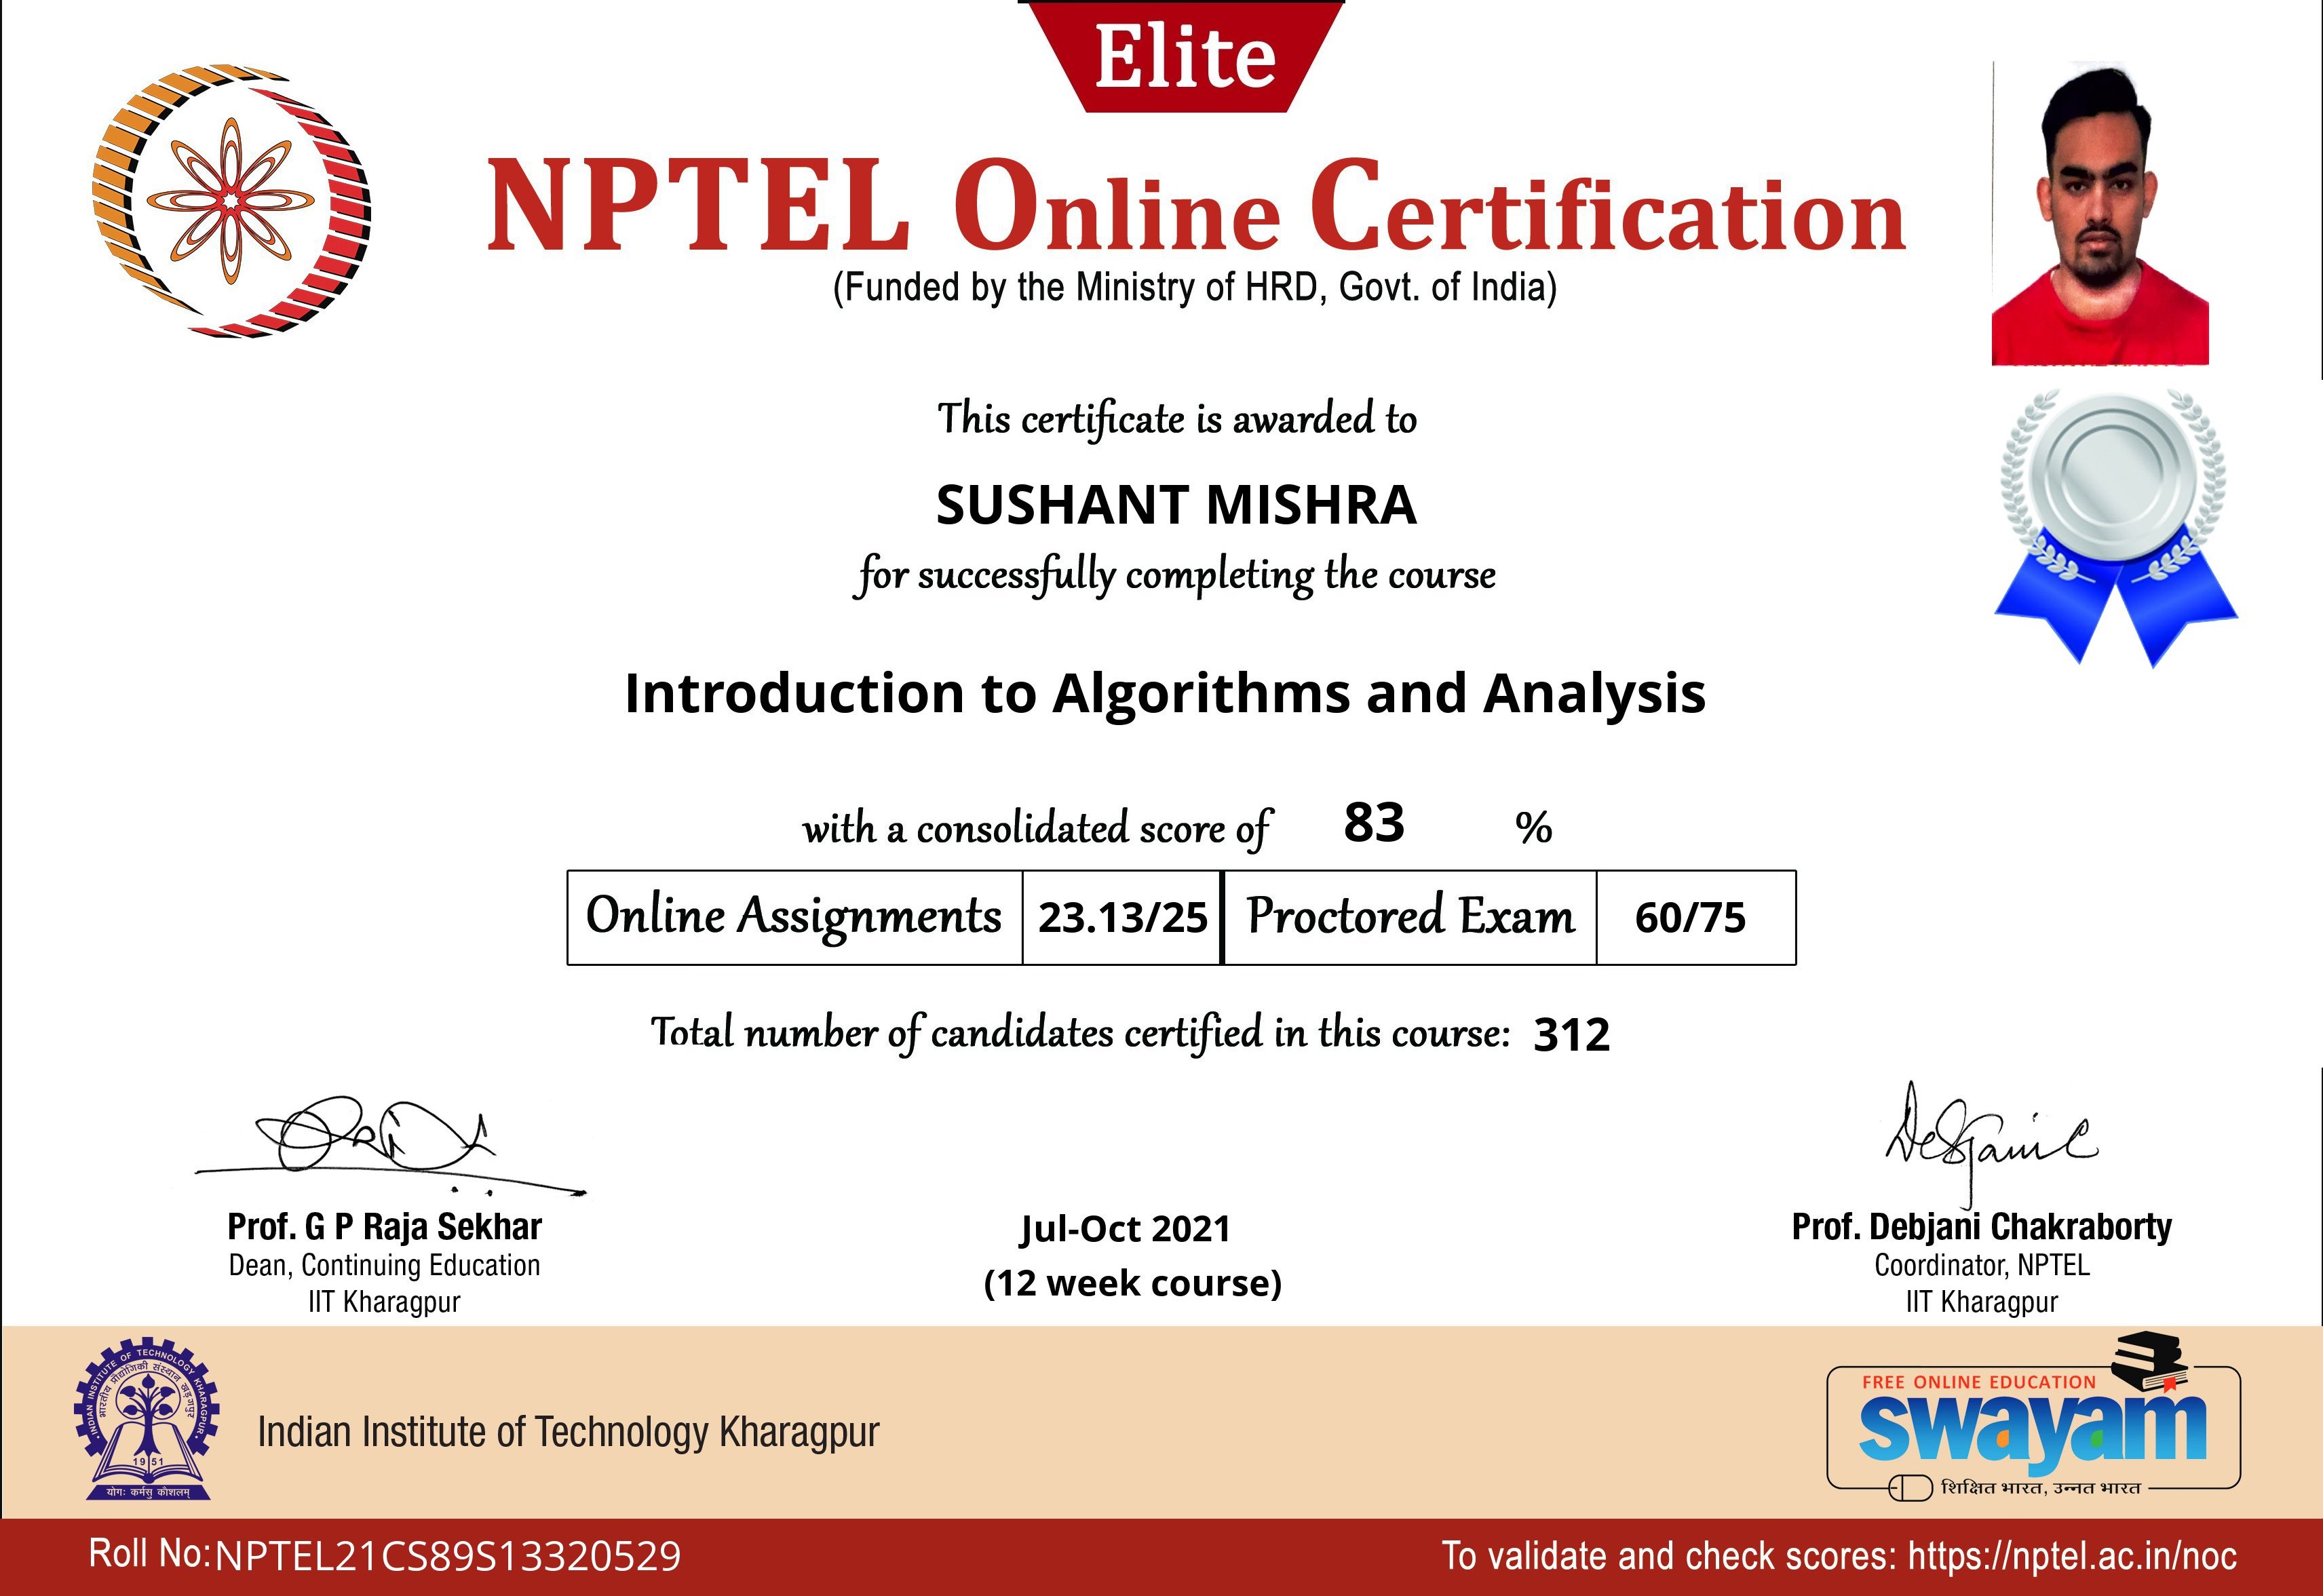 Elite
NPTEL Online Certification
(Funded by the Ministry of HRD, Govt. of India)
This certificate is awarded to
SUSHANT MISHRA
for successfully completing the course
Introduction to Algorithms and Analysis
with a consolidated score of 83 %
Online Assignments 23.13/25 Proctored Exam 60/75
Total number of candidates certified in this course: 312
Prof. G P Raja Sekhar
Dean, Continuing Education
IIT Kharagpur
Jul-Oct 2021
(12 week course)
Prof. Debjani Chakraborty
Coordinator, NPTEL
IIT Kharagpur
INDIAN INSTITUTE OF TECHNOLOGY KHARAGPUR
भारतीय प्रौद्योगिकी संस्थान खड़गपुर
1951
योगः कर्मसु कौशलम्
Indian Institute of Technology Kharagpur
FREE ONLINE EDUCATION
swayam
शिक्षित भारत, उन्नत भारत
Roll No: NPTEL21CS89S13320529
To validate and check scores: https://nptel.ac.in/noc